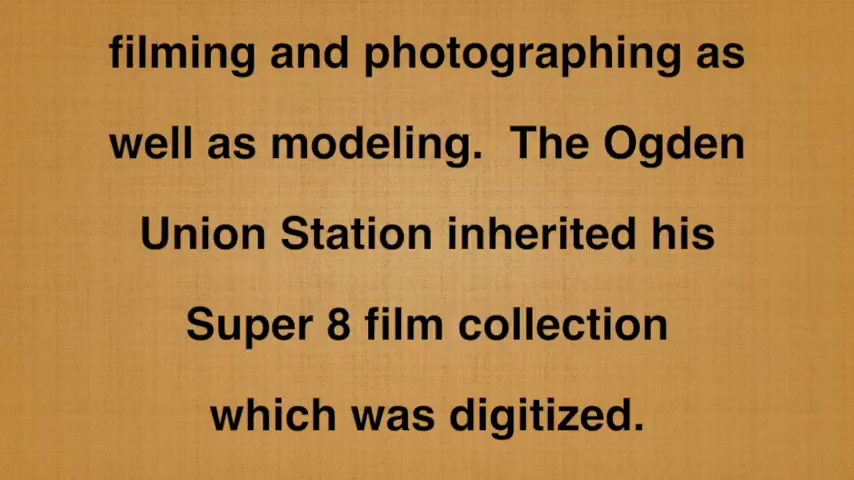 filming and photographing as
well as modeling.  The Ogden
Union Station inherited his
Super 8 film collection
which was digitized.